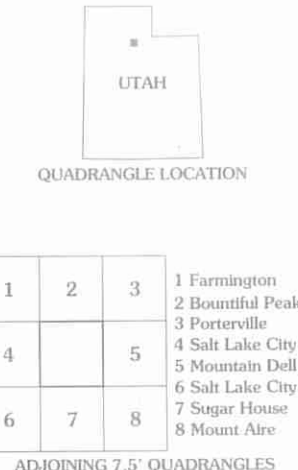 UTAH
QUADRANGLE LOCATION
1 2 3
4 5
6 7 8
1 Farmington
2 Bountiful Peak
3 Porterville
4 Salt Lake City
5 Mountain Dell
6 Salt Lake City
7 Sugar House
8 Mount Aire
ADJOINING 7.5' QUADRANGLES